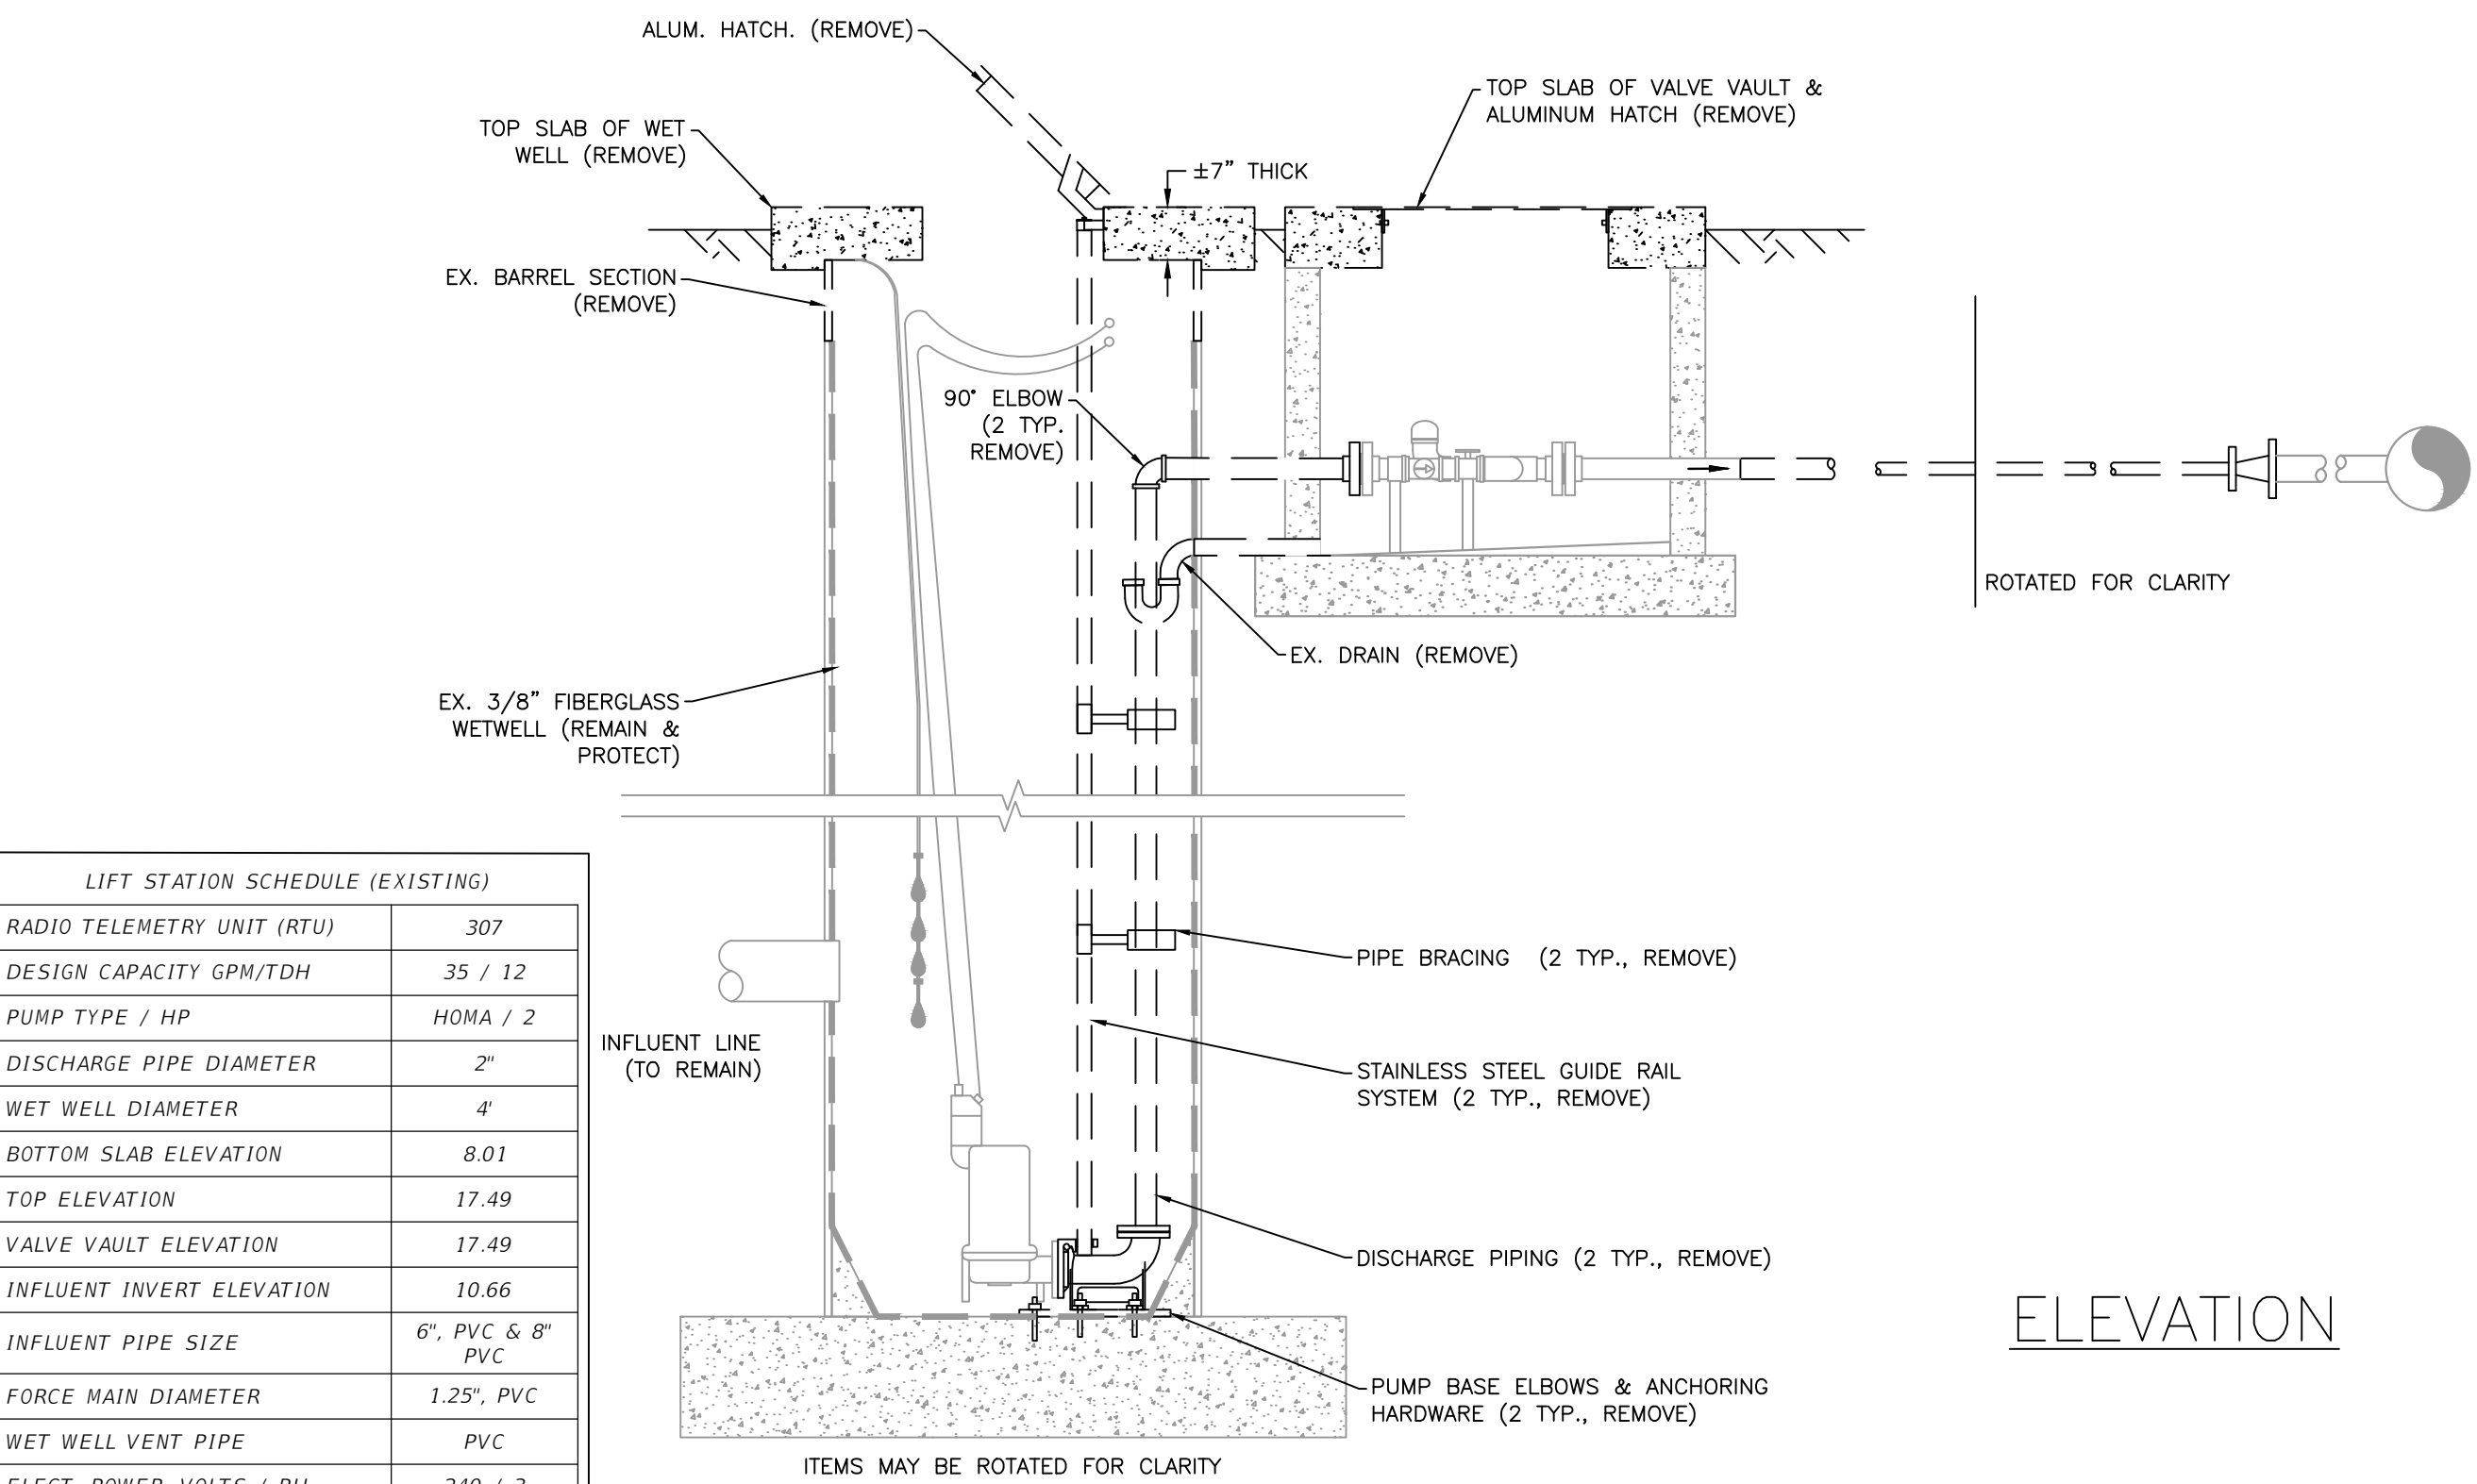 ALUM. HATCH. (REMOVE)
TOP SLAB OF VALVE VAULT &
ALUMINUM HATCH (REMOVE)
TOP SLAB OF WET
WELL (REMOVE)
±7” THICK
EX. BARREL SECTION
(REMOVE)
90° ELBOW
(2 TYP.
REMOVE)
ROTATED FOR CLARITY
EX. DRAIN (REMOVE)
EX. 3/8” FIBERGLASS
WETWELL (REMAIN &
PROTECT)
LIFT STATION SCHEDULE (EXISTING)
RADIO TELEMETRY UNIT (RTU) 307
DESIGN CAPACITY GPM/TDH 35 / 12
PUMP TYPE / HP HOMA / 2
DISCHARGE PIPE DIAMETER 2"
WET WELL DIAMETER 4'
BOTTOM SLAB ELEVATION 8.01
TOP ELEVATION 17.49
VALVE VAULT ELEVATION 17.49
INFLUENT INVERT ELEVATION 10.66
INFLUENT PIPE SIZE 6", PVC & 8"
PVC
FORCE MAIN DIAMETER 1.25", PVC
WET WELL VENT PIPE PVC
INFLUENT LINE
(TO REMAIN)
PIPE BRACING (2 TYP., REMOVE)
STAINLESS STEEL GUIDE RAIL
SYSTEM (2 TYP., REMOVE)
DISCHARGE PIPING (2 TYP., REMOVE)
PUMP BASE ELBOWS & ANCHORING
HARDWARE (2 TYP., REMOVE)
ELEVATION
ITEMS MAY BE ROTATED FOR CLARITY